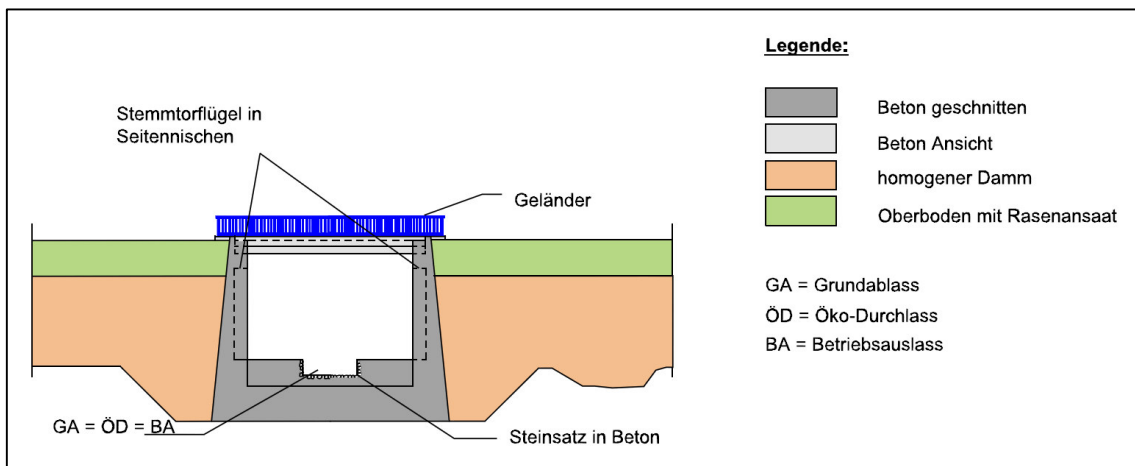 Stemmtorflügel in
Seitennischen
Geländer
GA = ÖD = BA
Steinsatz in Beton
Legende:
Beton geschnitten
Beton Ansicht
homogener Damm
Oberboden mit Rasenansaat
GA = Grundablass
ÖD = Öko-Durchlass
BA = Betriebsauslass